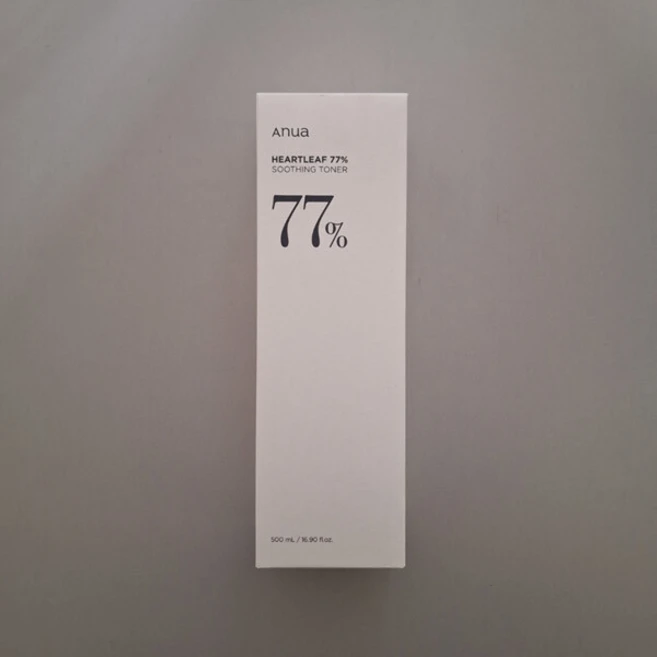 Anua
HEARTLEAF 77%
SOOTHING TONER
77%
500 mL / 16.90 fl.oz.